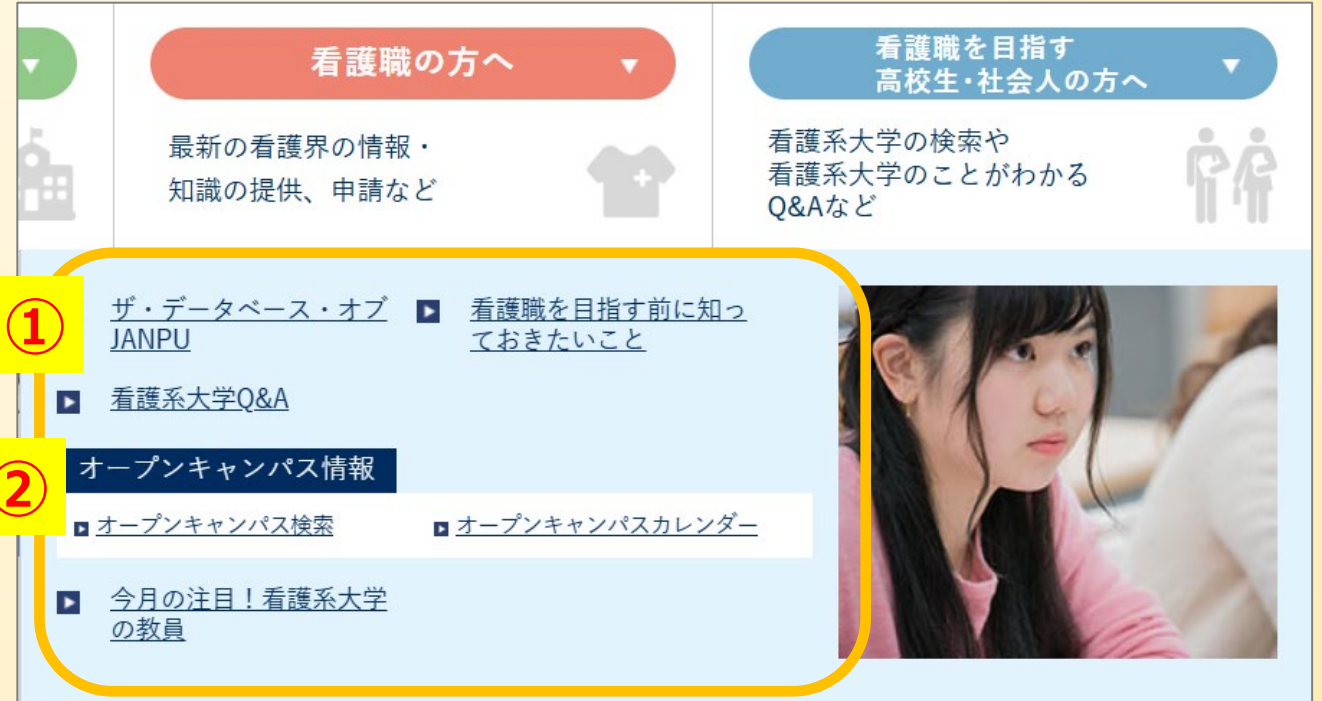 ▼
看護職の方へ ▼
看護職を目指す
高校生・社会人の方へ ▼
最新の看護界の情報・
知識の提供、申請など
看護系大学の検索や
看護系大学のことがわかる
Q&Aなど
①
ザ・データベース・オブ
JANPU
看護職を目指す前に知っ
ておきたいこと
看護系大学Q&A
②
オープンキャンパス情報
オープンキャンパス検索
オープンキャンパスカレンダー
今月の注目！看護系大学
の教員